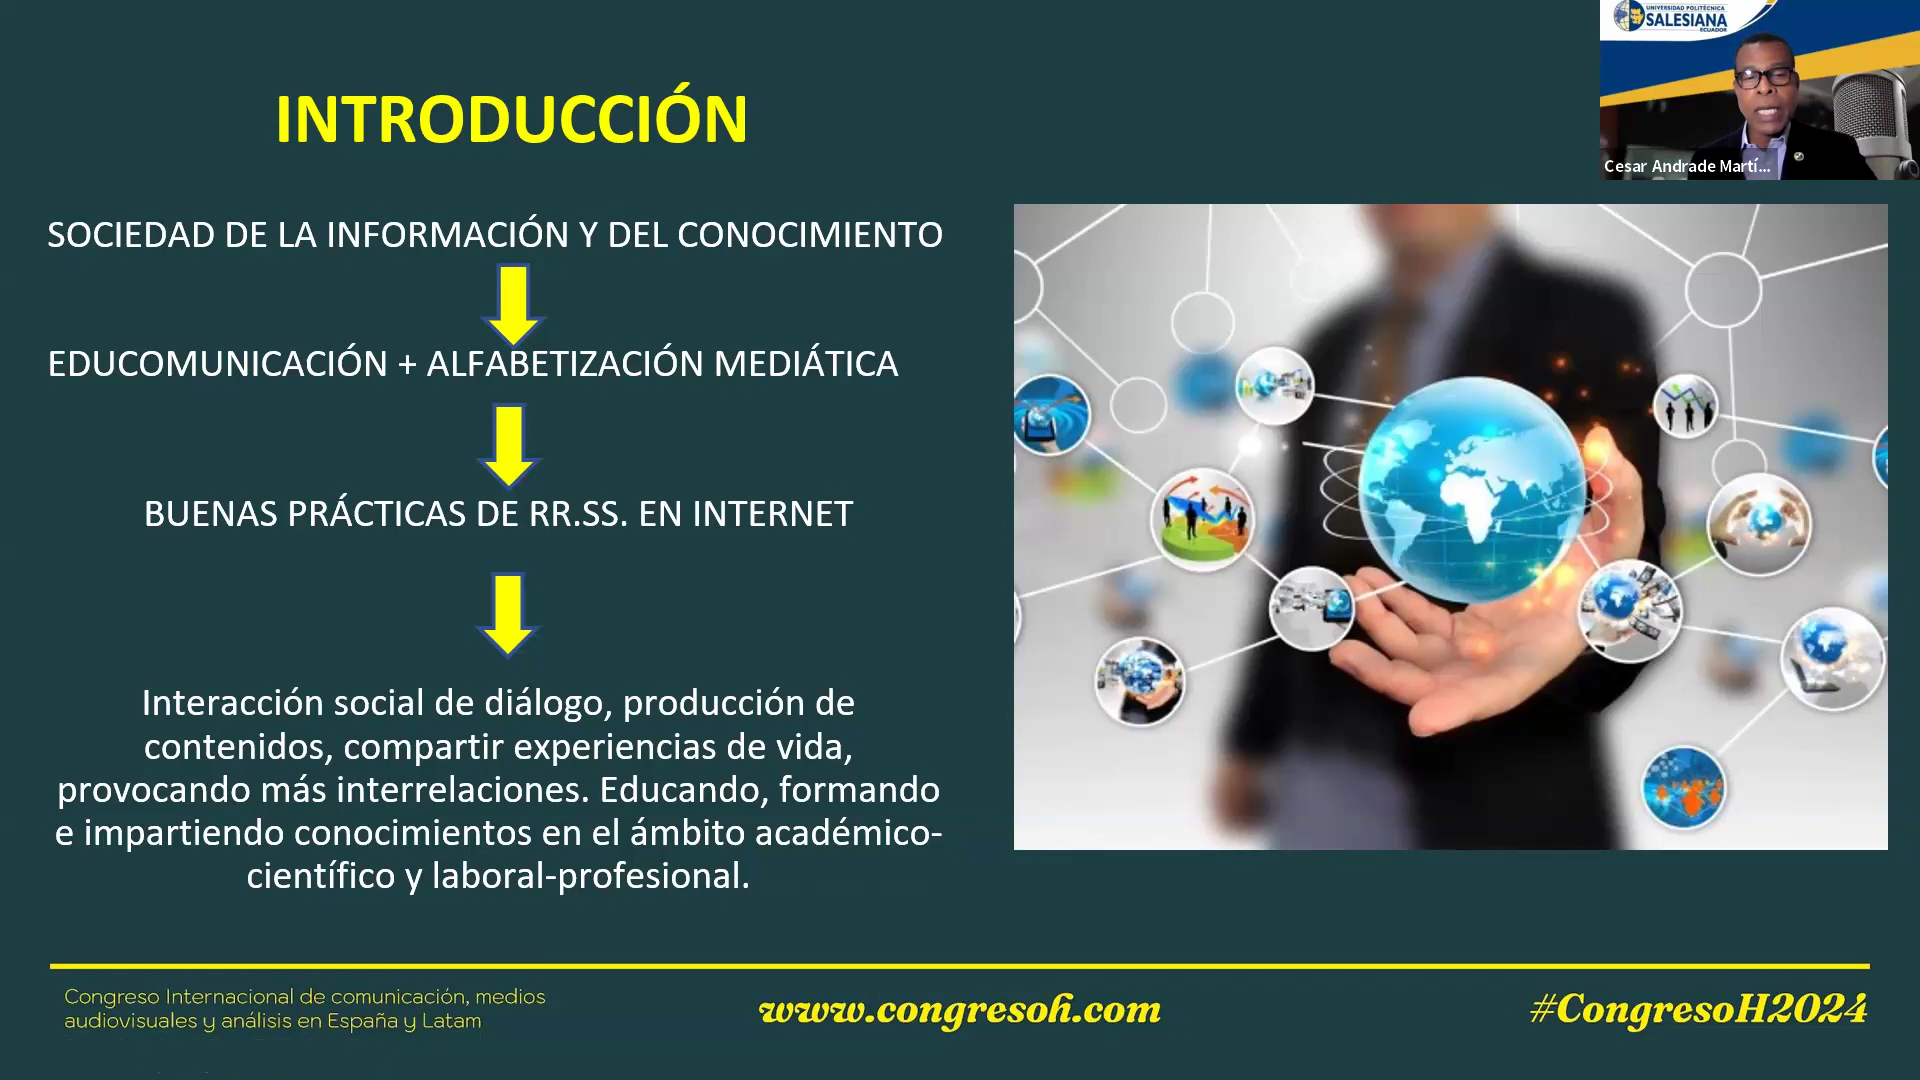 UNIVERSIDAD POLITÉCNICA
SALESIANA
ECUADOR
Cesar Andrade Martí...
INTRODUCCIÓN
SOCIEDAD DE LA INFORMACIÓN Y DEL CONOCIMIENTO
EDUCOMUNICACIÓN + ALFABETIZACIÓN MEDIÁTICA
BUENAS PRÁCTICAS DE RR.SS. EN INTERNET
Interacción social de diálogo, producción de
contenidos, compartir experiencias de vida,
provocando más interrelaciones. Educando, formando
e impartiendo conocimientos en el ámbito académico-
científico y laboral-profesional.
Congreso Internacional de comunicación, medios
audiovisuales y análisis en España y Latam
www.congresoh.com
#CongresoH2024